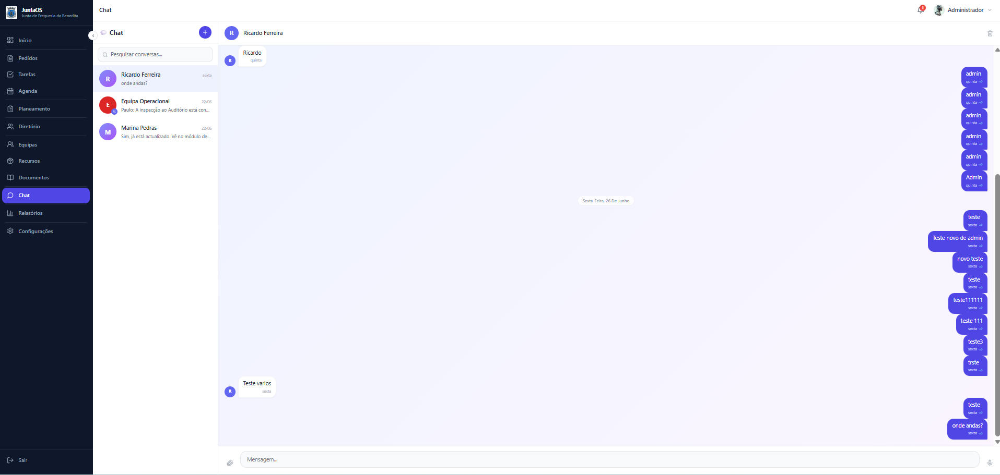 JuntaOS
Junta de Freguesia da Benedita
Início
Pedidos
Tarefas
Agenda
Planeamento
Diretório
Equipas
Recursos
Documentos
Chat
Relatórios
Configurações
Sair
Chat
1
Administrador
Chat
+
Pesquisar conversas...
R
Ricardo Ferreira
sexta
onde andas?
E
Equipa Operacional
22/06
Paulo: A inspecção ao Auditório está con...
M
Marina Pedras
22/06
Sim, já está actualizado. Vê no módulo de...
R
Ricardo Ferreira
R
Ricardo
quinta
admin
quinta
admin
quinta
admin
quinta
admin
quinta
admin
quinta
Admin
quinta
Sexta-Feira, 26 De Junho
teste
sexta
Teste novo de admin
sexta
novo teste
sexta
teste
sexta
teste111111
sexta
teste 111
sexta
teste3
sexta
trste
sexta
R
Teste varios
sexta
teste
sexta
onde andas?
sexta
Mensagem...